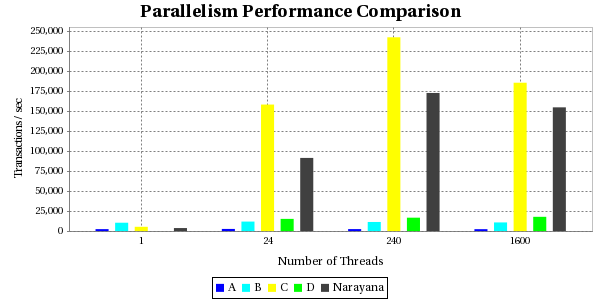 Parallelism Performance Comparison
Transactions / sec
250,000
225,000
200,000
175,000
150,000
125,000
100,000
75,000
50,000
25,000
0
1 24 240 1600
Number of Threads
A B C D Narayana